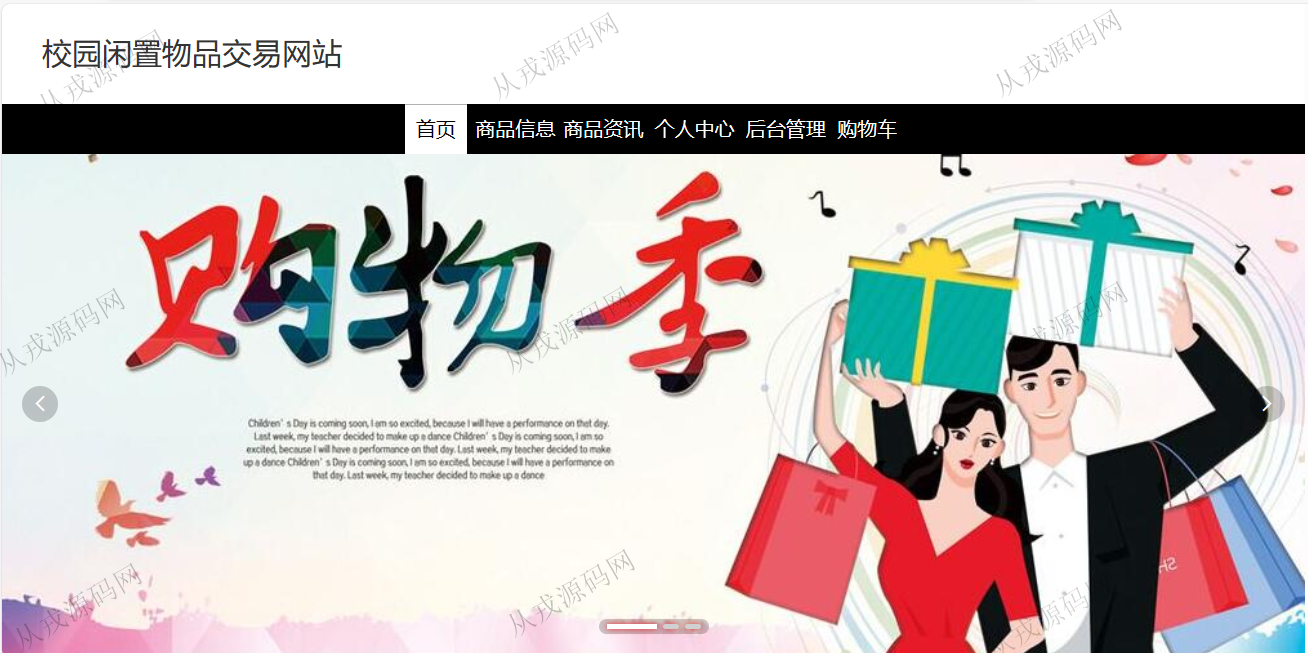 校园闲置物品交易网站
从戎源码网
从戎源码网
从戎源码网
首页 商品信息 商品资讯 个人中心 后台管理 购物车
购物季
从戎源码网
从戎源码网
从戎源码网
Children's Day is coming soon, I am so excited, because I will have a performance on that day.
Last week, my teacher decided to make up a dance Children's Day is coming soon, I am so
excited, because I will have a performance on that day. Last week, my teacher decided to make
up a dance Children's Day is coming soon, I am so excited, because I will have a performance on
that day. Last week, my teacher decided to make up a dance
SH
从戎源码网
从戎源码网
从戎源码网